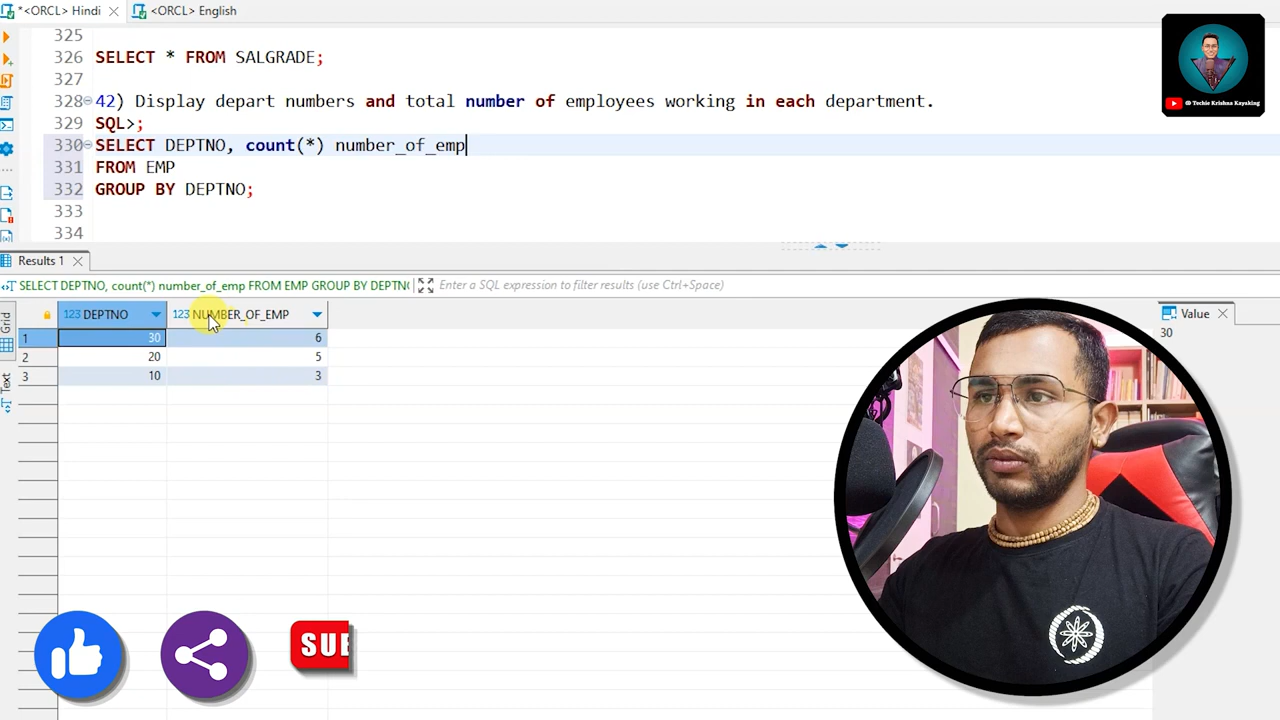 *<ORCL> Hindi
<ORCL> English
325
326 SELECT * FROM SALGRADE;
327
328 42) Display depart numbers and total number of employees working in each department.
329 SQL>;
330 SELECT DEPTNO, count(*) number_of_emp
331 FROM EMP
332 GROUP BY DEPTNO;
333
334
@ Techie Krishna Kayaking
Results 1
SELECT DEPTNO, count(*) number_of_emp FROM EMP GROUP BY DEPTNO
Enter a SQL expression to filter results (use Ctrl+Space)
Grid
Text
123 DEPTNO 123 NUMBER_OF_EMP
1 30 6
2 20 5
3 10 3
Value
30
SUB